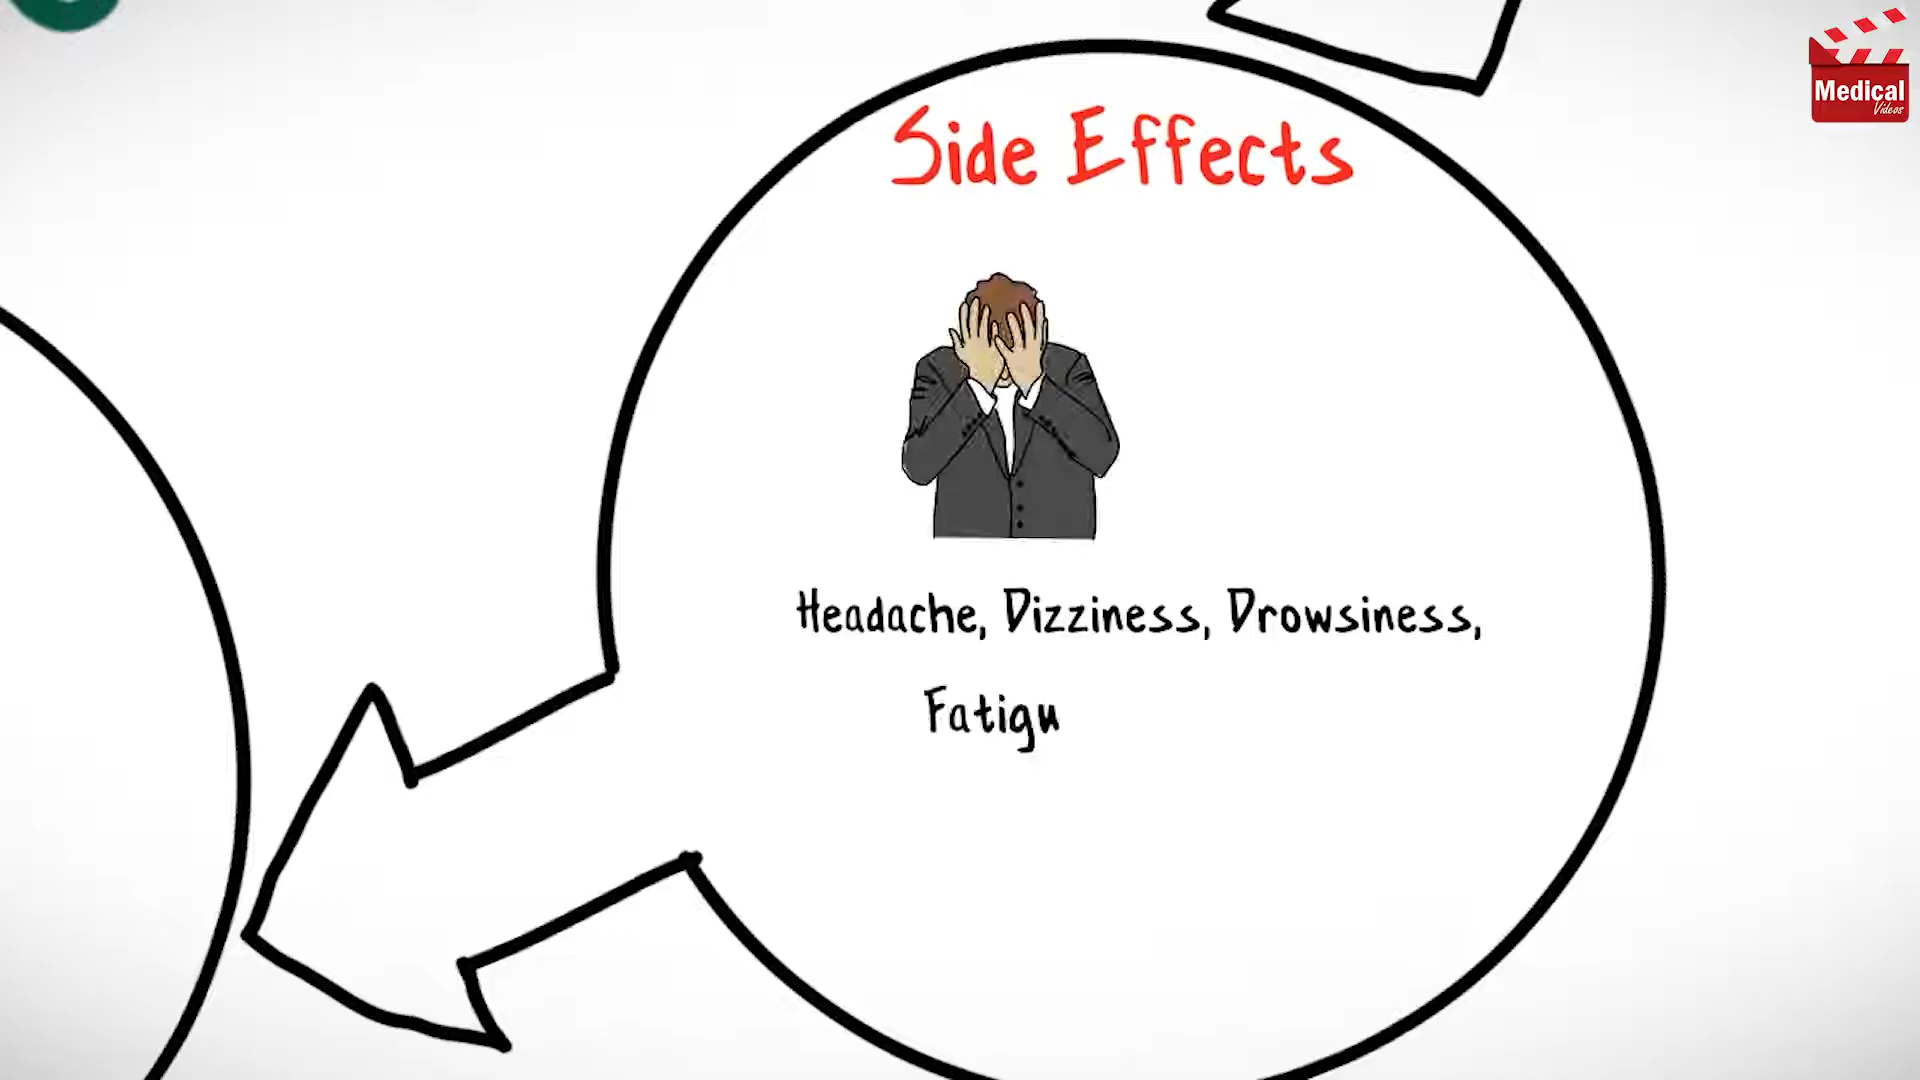 Medical
Videos
Side Effects
Headache, Dizziness, Drowsiness,
Fatigu